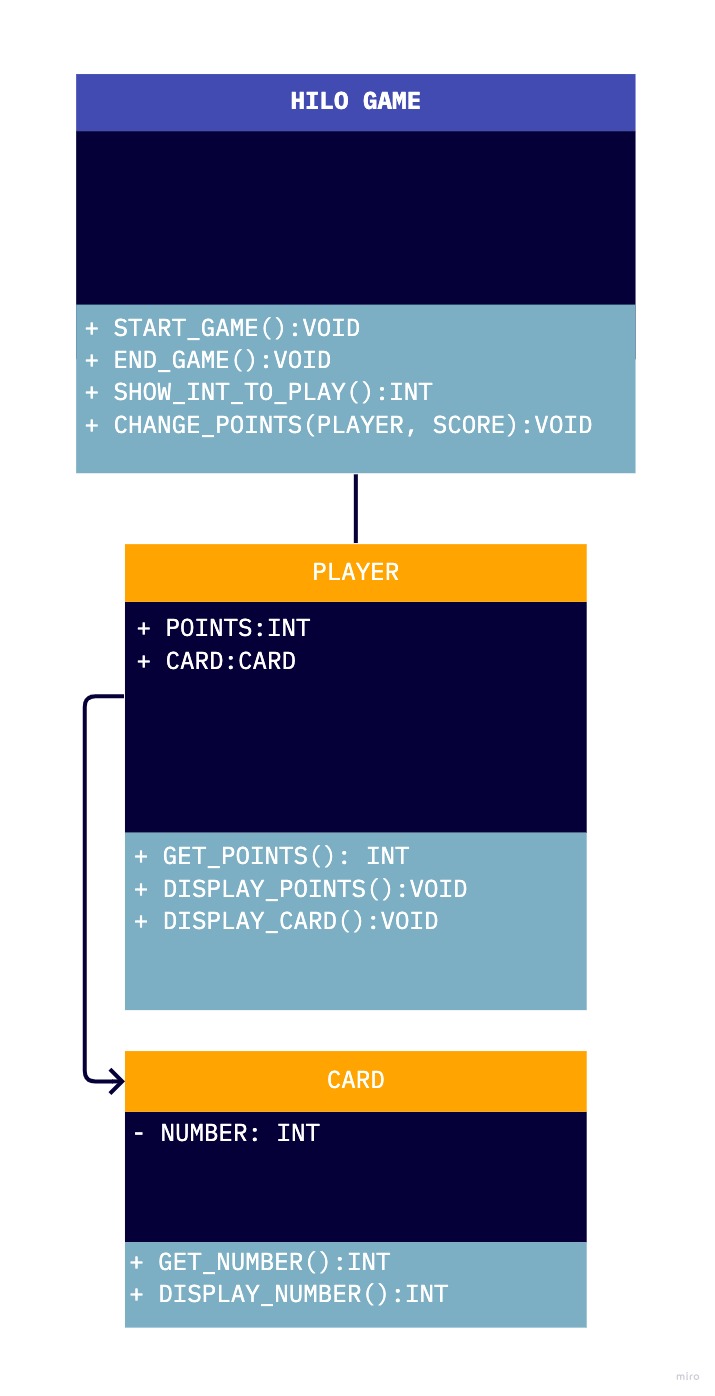 HILO GAME
+ START_GAME():VOID
+ END_GAME():VOID
+ SHOW_INT_TO_PLAY():INT
+ CHANGE_POINTS(PLAYER, SCORE):VOID
PLAYER
+ POINTS:INT
+ CARD:CARD
+ GET_POINTS(): INT
+ DISPLAY_POINTS():VOID
+ DISPLAY_CARD():VOID
CARD
- NUMBER: INT
+ GET_NUMBER():INT
+ DISPLAY_NUMBER():INT
miro